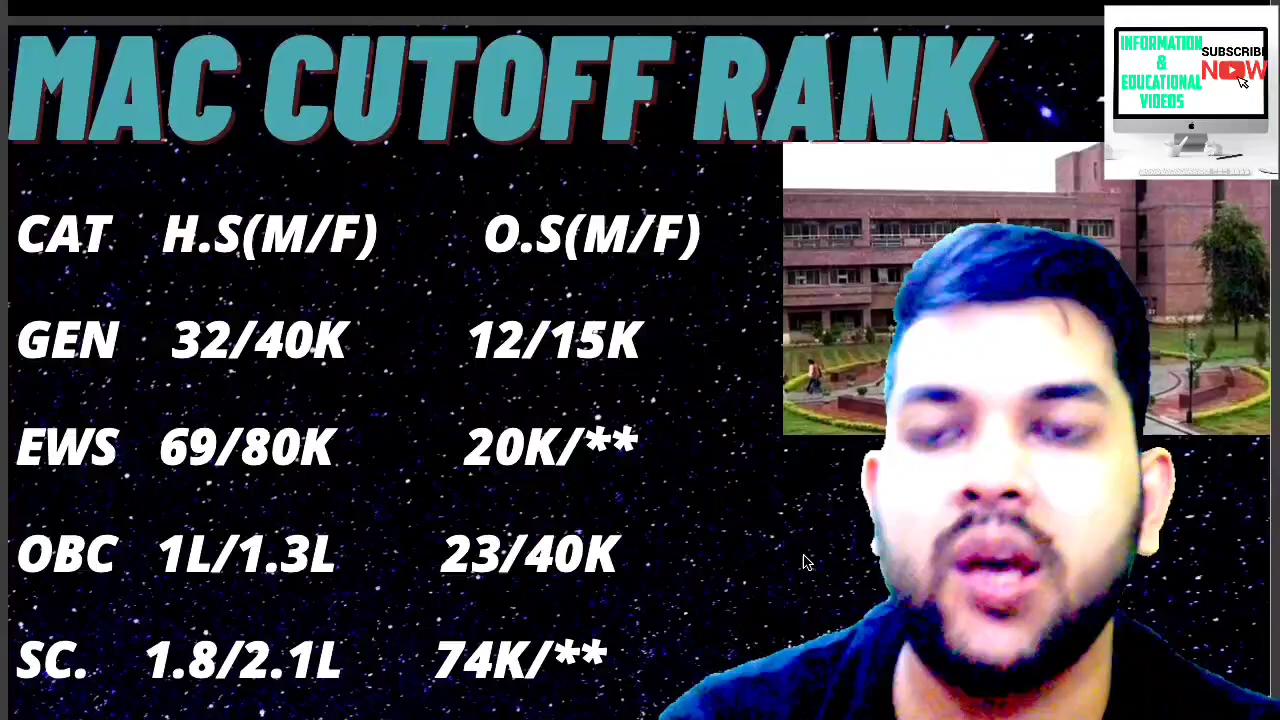 MAC CUTOFF RANK
INFORMATION
&
EDUCATIONAL
VIDEOS
SUBSCRIBE
NOW
CAT H.S(M/F) O.S(M/F)
GEN 32/40K 12/15K
EWS 69/80K 20K/**
OBC 1L/1.3L 23/40K
SC. 1.8/2.1L 74K/**